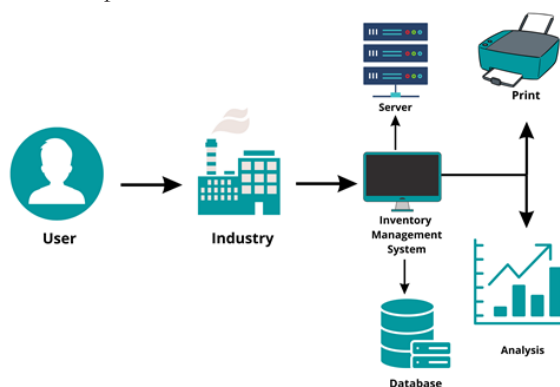 Server
Print
User
Industry
Inventory
Management
System
Analysis
Database